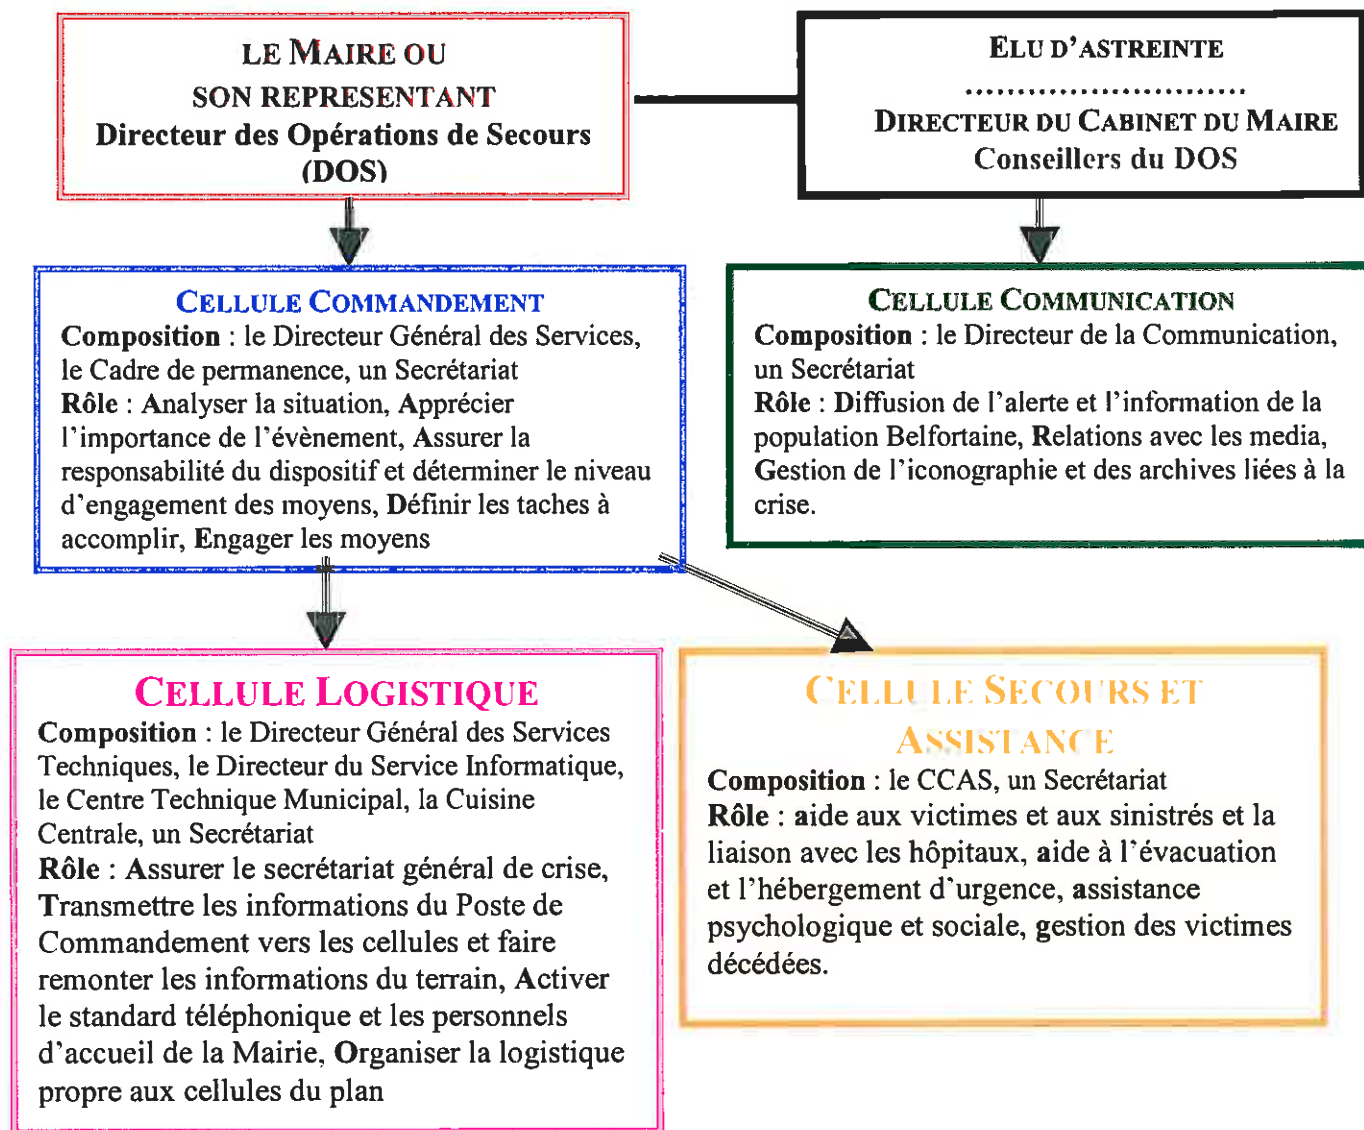 LE MAIRE OU
SON REPRESENTANT
Directeur des Opérations de Secours
(DOS)
ELU D'ASTREINTE
............................
DIRECTEUR DU CABINET DU MAIRE
Conseillers du DOS
CELLULE COMMANDEMENT
Composition : le Directeur Général des Services,
le Cadre de permanence, un Secrétariat
Rôle : Analyser la situation, Apprécier
l'importance de l'évènement, Assurer la
responsabilité du dispositif et déterminer le niveau
d'engagement des moyens, Définir les taches à
accomplir, Engager les moyens
CELLULE COMMUNICATION
Composition : le Directeur de la Communication,
un Secrétariat
Rôle : Diffusion de l'alerte et l'information de la
population Belfortaine, Relations avec les media,
Gestion de l'iconographie et des archives liées à la
crise.
CELLULE LOGISTIQUE
Composition : le Directeur Général des Services
Techniques, le Directeur du Service Informatique,
le Centre Technique Municipal, la Cuisine
Centrale, un Secrétariat
Rôle : Assurer le secrétariat général de crise,
Transmettre les informations du Poste de
Commandement vers les cellules et faire
remonter les informations du terrain, Activer
le standard téléphonique et les personnels
d'accueil de la Mairie, Organiser la logistique
propre aux cellules du plan
CELLULE SECOURS ET
ASSISTANCE
Composition : le CCAS, un Secrétariat
Rôle : aide aux victimes et aux sinistrés et la
liaison avec les hôpitaux, aide à l'évacuation
et l'hébergement d'urgence, assistance
psychologique et sociale, gestion des victimes
décédées.